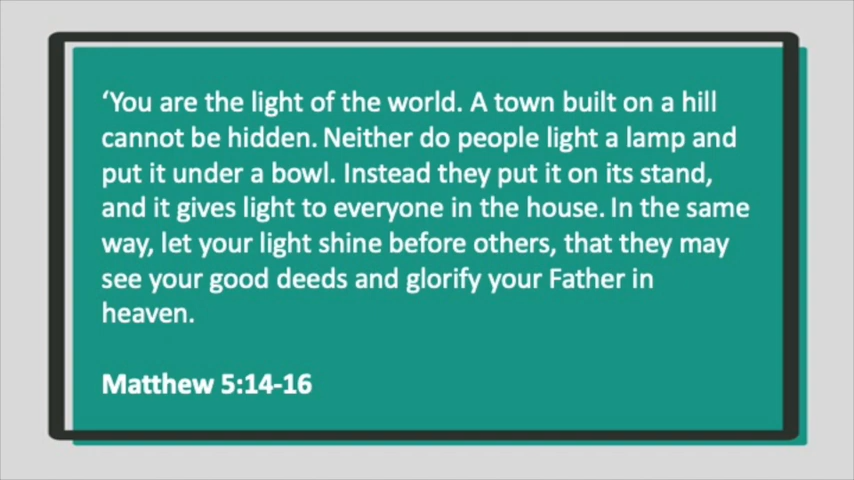 ‘You are the light of the world. A town built on a hill
cannot be hidden. Neither do people light a lamp and
put it under a bowl. Instead they put it on its stand,
and it gives light to everyone in the house. In the same
way, let your light shine before others, that they may
see your good deeds and glorify your Father in
heaven.
Matthew 5:14-16